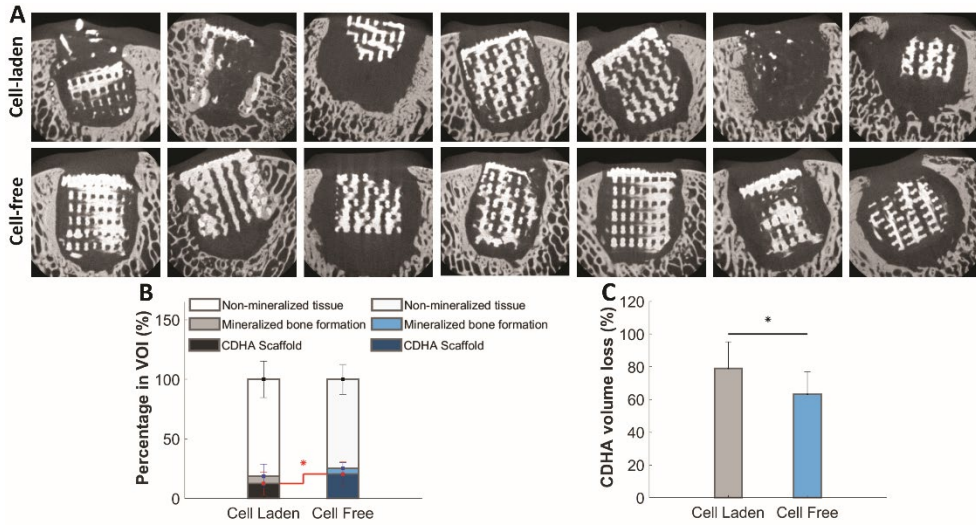 A
Cell-laden
Cell-free
B
150
100
50
0
Percentage in VOI (%)
Non-mineralized tissue
Mineralized bone formation
CDHA Scaffold
Non-mineralized tissue
Mineralized bone formation
CDHA Scaffold
*
Cell Laden
Cell Free
C
120
100
80
60
40
20
0
CDHA volume loss (%)
*
Cell Laden
Cell Free